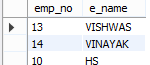 emp_no e_name
13 VISHWAS
14 VINAYAK
10 HS